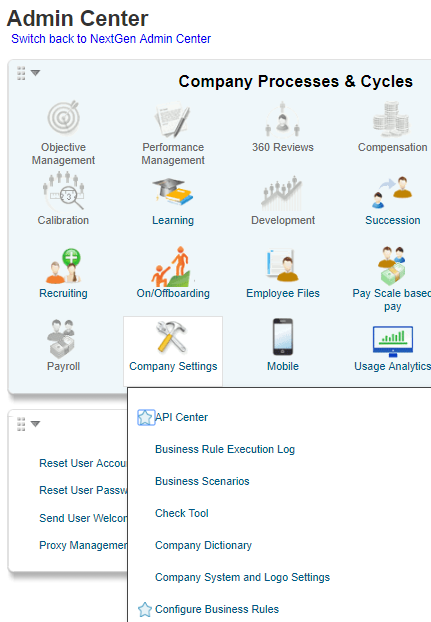 Admin Center
Switch back to NextGen Admin Center
Company Processes & Cycles
Objective
Management
Performance
Management
360 Reviews
Compensation
Calibration
Learning
Development
Succession
Recruiting
On/Offboarding
Employee Files
Pay Scale based
pay
Payroll
Company Settings
Mobile
Usage Analytics
API Center
Business Rule Execution Log
Business Scenarios
Check Tool
Company Dictionary
Company System and Logo Settings
Configure Business Rules
Reset User Accou
Reset User Passw
Send User Welcor
Proxy Managemer